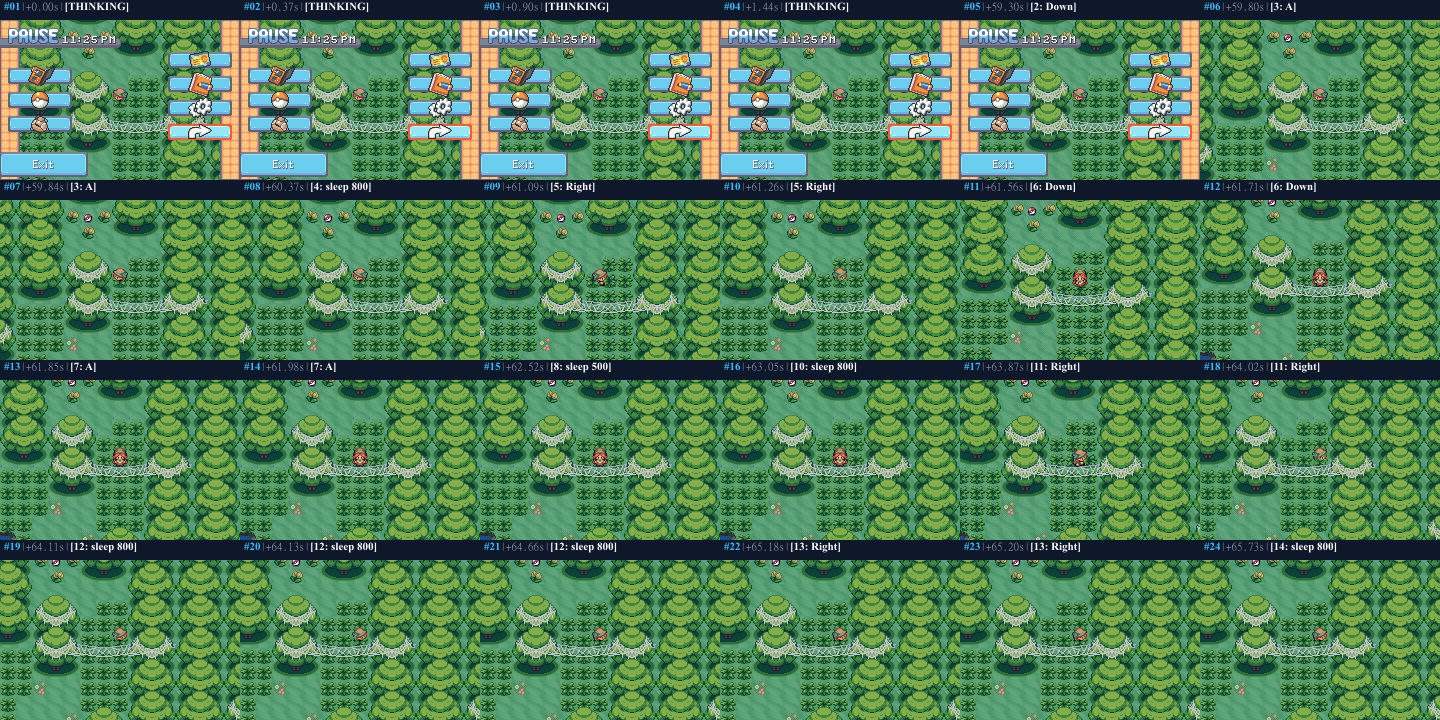 #01|+0.00s|[THINKING]
#02|+0.37s|[THINKING]
#03|+0.90s|[THINKING]
#04|+1.44s|[THINKING]
#05|+59.30s|[2: Down]
#06|+59.80s|[3: A]
PAUSE 11:25 PM
Exit
PAUSE 11:25 PM
Exit
PAUSE 11:25 PM
Exit
PAUSE 11:25 PM
Exit
PAUSE 11:25 PM
Exit
#07|+59.84s|[3: A]
#08|+60.37s|[4: sleep 800]
#09|+61.09s|[5: Right]
#10|+61.26s|[5: Right]
#11|+61.56s|[6: Down]
#12|+61.71s|[6: Down]
#13|+61.85s|[7: A]
#14|+61.98s|[7: A]
#15|+62.52s|[8: sleep 500]
#16|+63.05s|[10: sleep 800]
#17|+63.87s|[11: Right]
#18|+64.02s|[11: Right]
#19|+64.11s|[12: sleep 800]
#20|+64.13s|[12: sleep 800]
#21|+64.66s|[12: sleep 800]
#22|+65.18s|[13: Right]
#23|+65.20s|[13: Right]
#24|+65.73s|[14: sleep 800]